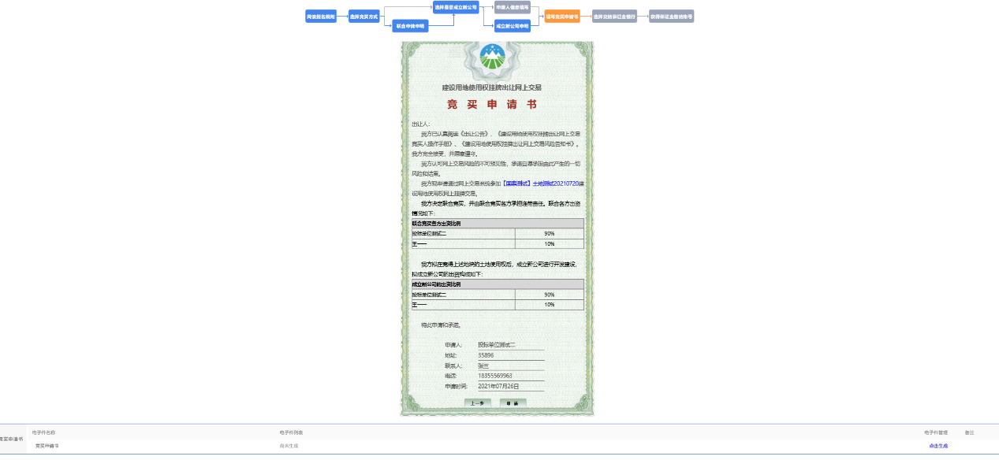 阅读报名规则
选择竞买方式
联合申请申明
选择是否成立新公司
申请人信息填写
成立新公司申明
填写竞买申请书
选择交纳保证金银行
获得保证金缴纳账号
建设用地使用权挂牌出让网上交易
竞 买 申 请 书
出让人:
我方已认真阅读《出让公告》、《建设用地使用权挂牌出让网上交易
竞买人操作手册》、《建设用地使用权挂牌出让网上交易风险告知书》。
我方完全接受,并愿意遵守。
我方认可网上交易风险的不可预见性,承诺自愿承担由此产生的一切
风险和结果。
我方现申请通过网上交易系统参加【国泰测试】土地测试20210720建
设用地使用权网上挂牌交易。
我方决定联合竞买,并由联合竞买各方承担连带责任。联合各方出资
情况如下:
联合竞买各方出资比例
投标单位测试二 90%
王一一 10%
我方拟在竞得上述地块的土地使用权后,成立新公司进行开发建设,
拟成立新公司的出资构成如下:
成立新公司的出资比例
投标单位测试二 90%
王一一 10%
特此申请和承诺。
申请人: 投标单位测试二
地址: 35896
联系人: 张三
电话: 18355569963
申请时间: 2021年07月26日
上一步 申 请
竞买申请书
电子件名称 电子件列表 电子件管理 备注
竞买申请书 尚未生成 点击生成